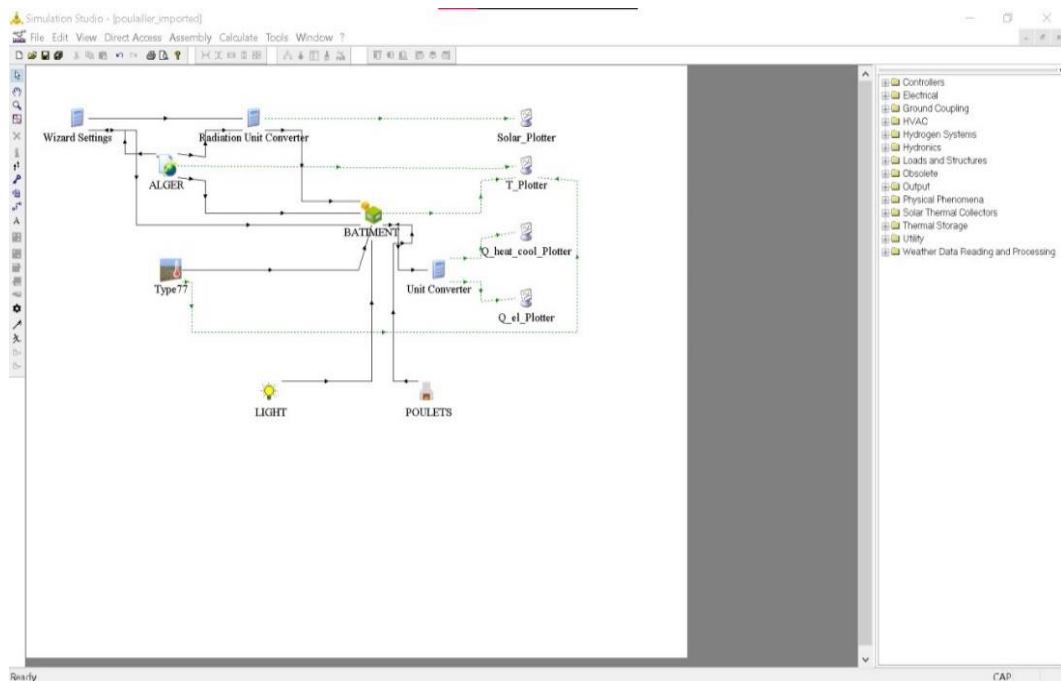 Simulation Studio - [poulailler_imported]
File Edit View Direct Access Assembly Calculate Tools Window ?
Wizard Settings
Radiation Unit Converter
Solar_Plotter
ALGER
T_Plotter
BATIMENT
Q_heat_cool_Plotter
Type77
Unit Converter
Q_el_Plotter
LIGHT
POULETS
Controllers
Electrical
Ground Coupling
HVAC
Hydrogen Systems
Hydronics
Loads and Structures
Obsolete
Output
Physical Phenomena
Solar Thermal Collectors
Thermal Storage
Utility
Weather Data Reading and Processing
Ready
CAP